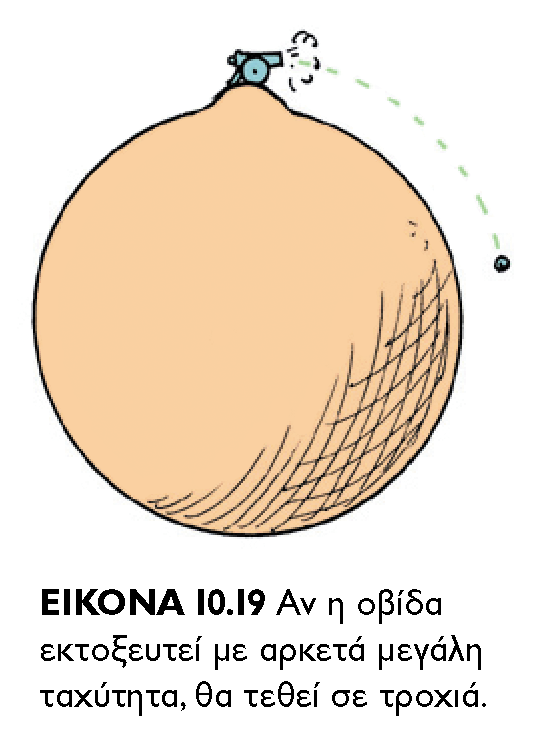 ΕΙΚΟΝΑ 10.19 Αν η οβίδα
εκτοξευτεί με αρκετά μεγάλη
ταχύτητα, θα τεθεί σε τροχιά.